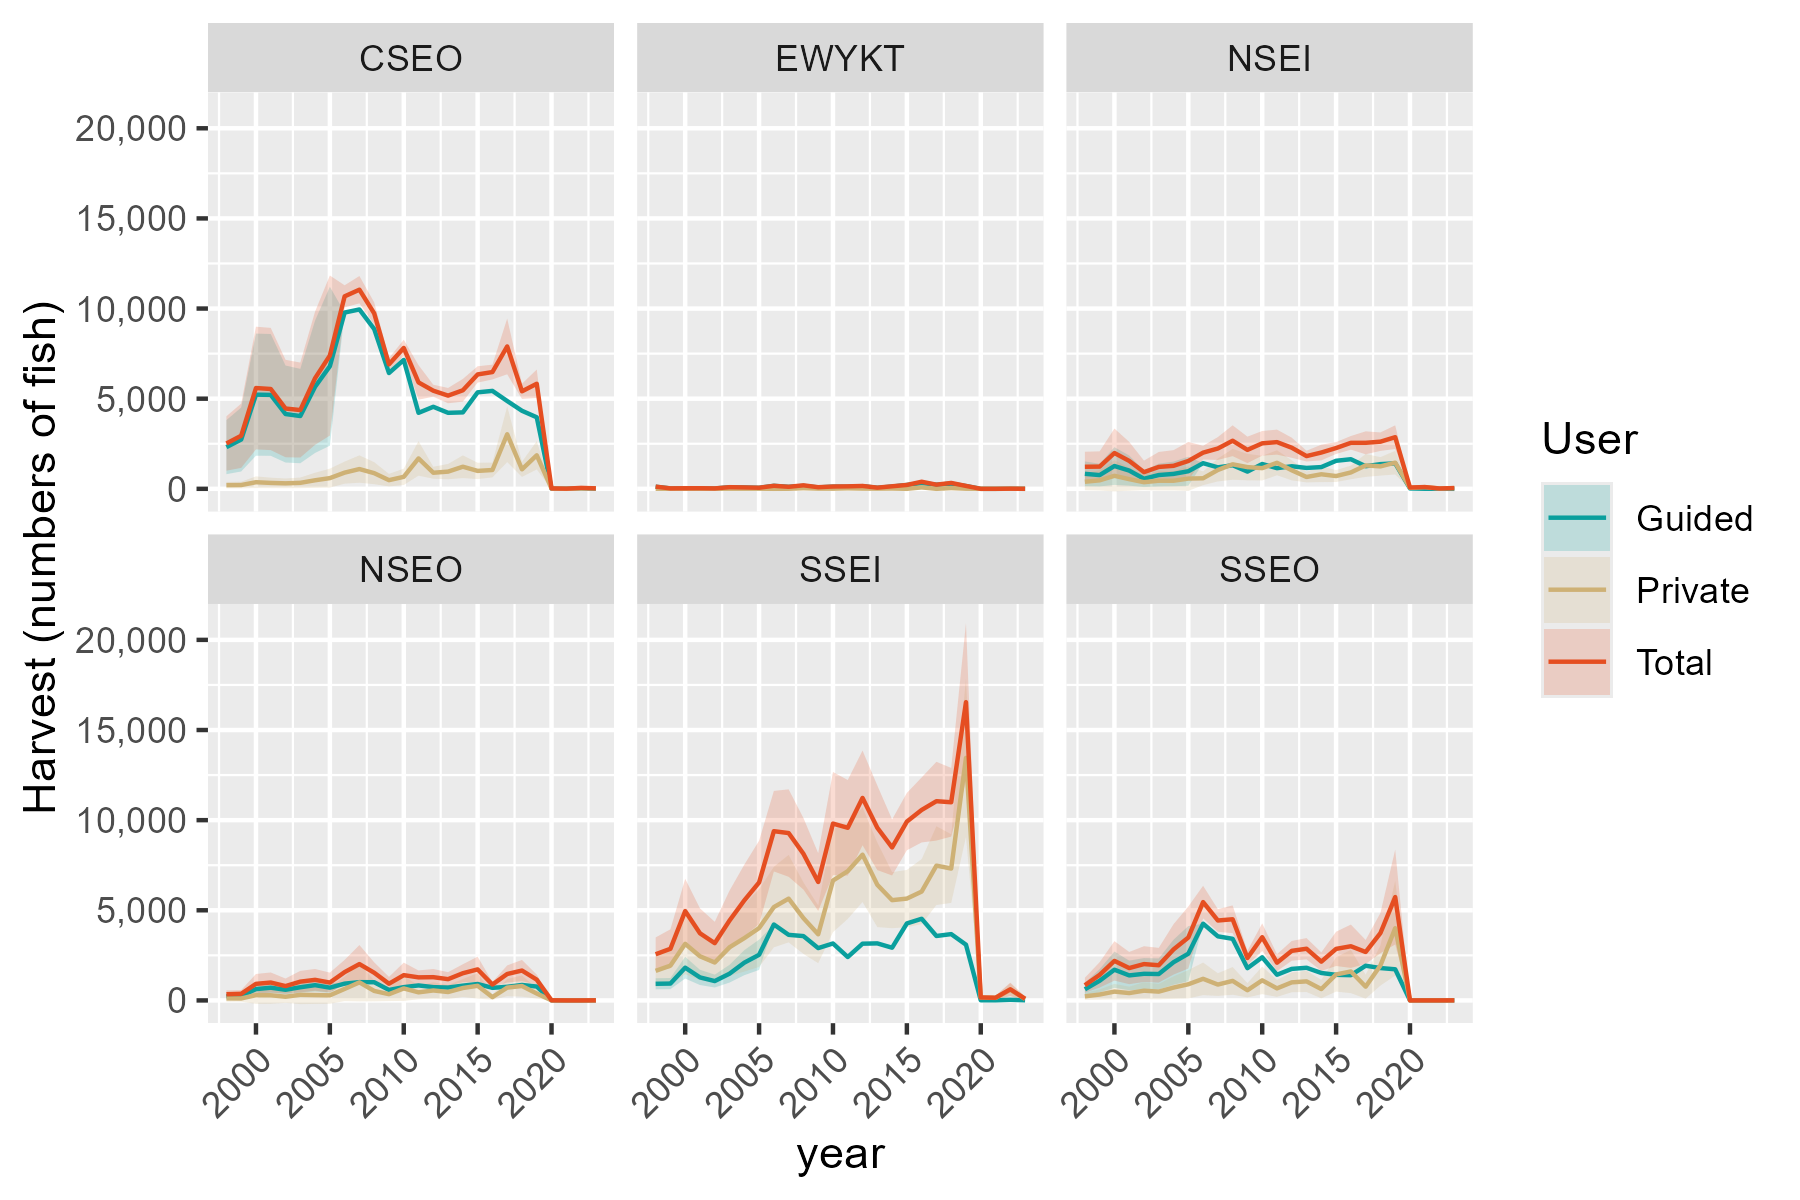 CSEO
EWYKT
NSEI
20,000
15,000
10,000
5,000
0
NSEO
SSEI
SSEO
20,000
15,000
10,000
5,000
0
2000 2005 2010 2015 2020
2000 2005 2010 2015 2020
2000 2005 2010 2015 2020
year
Harvest (numbers of fish)
User
Guided
Private
Total